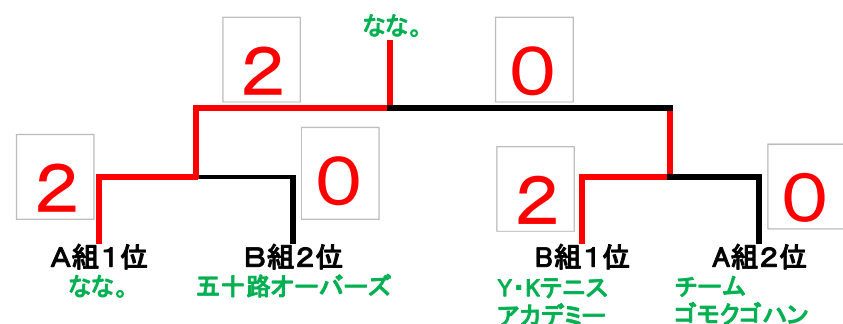 なな。
２ ０
２ ０ ２ ０
Ａ組１位 Ｂ組２位 Ｂ組１位 Ａ組２位
なな。 五十路オーバーズ Ｙ・Ｋテニス チーム
アカデミー ゴモクゴハン